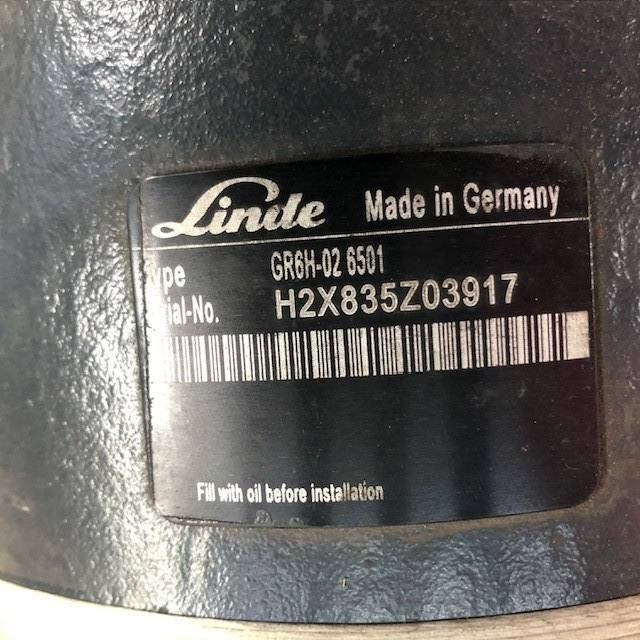 Linde Made in Germany
ype GR6H-02 6501
ial-No. H2X835Z03917
Fill with oil before installation